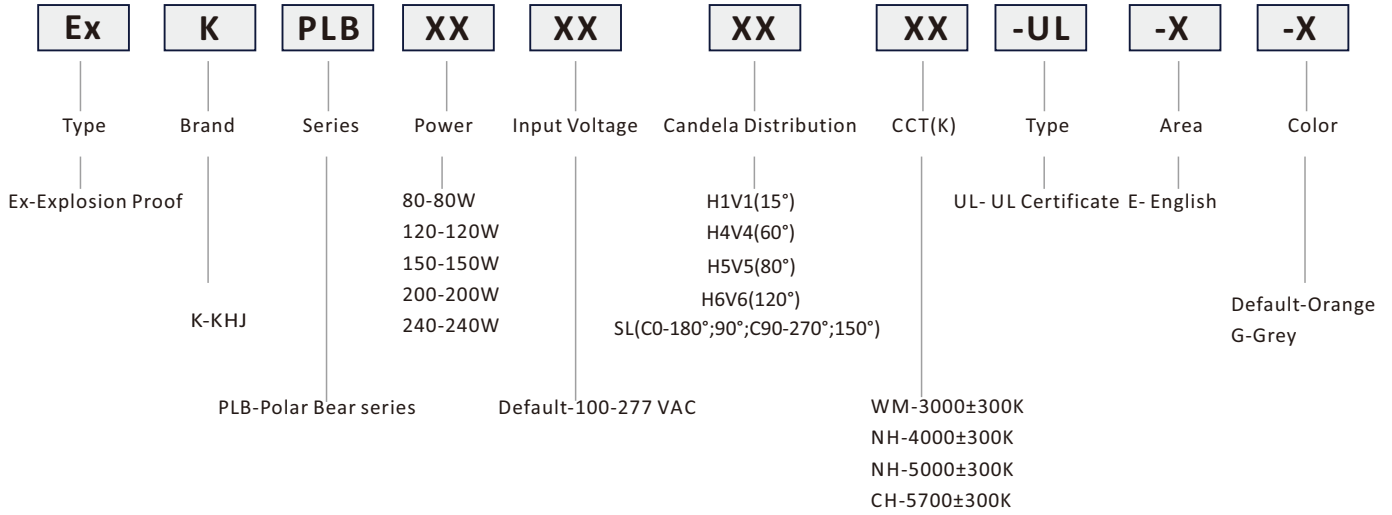 Ex K PLB XX XX XX XX -UL -X -X
Type Brand Series Power Input Voltage Candela Distribution CCT(K) Type Area Color
Ex-Explosion Proof
K-KHJ
PLB-Polar Bear series
80-80W
120-120W
150-150W
200-200W
240-240W
Default-100-277 VAC
H1V1(15°)
H4V4(60°)
H5V5(80°)
H6V6(120°)
SL(C0-180°;90°;C90-270°;150°)
WM-3000±300K
NH-4000±300K
NH-5000±300K
CH-5700±300K
UL- UL Certificate
E- English
Default-Orange
G-Grey